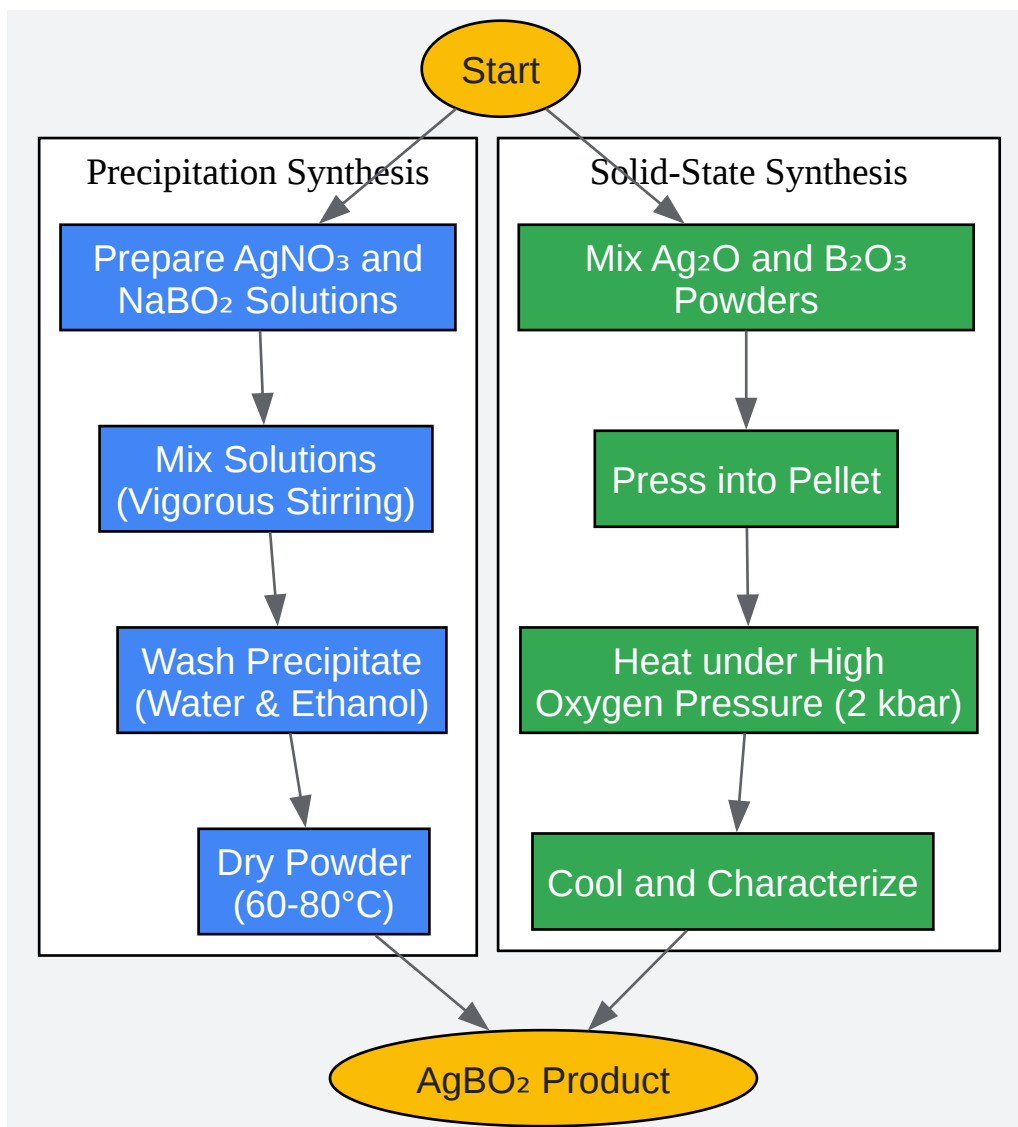 Start
Precipitation Synthesis
Prepare AgNO₃ and
NaBO₂ Solutions
Mix Solutions
(Vigorous Stirring)
Wash Precipitate
(Water & Ethanol)
Dry Powder
(60-80°C)
Solid-State Synthesis
Mix Ag₂O and B₂O₃
Powders
Press into Pellet
Heat under High
Oxygen Pressure (2 kbar)
Cool and Characterize
AgBO₂ Product